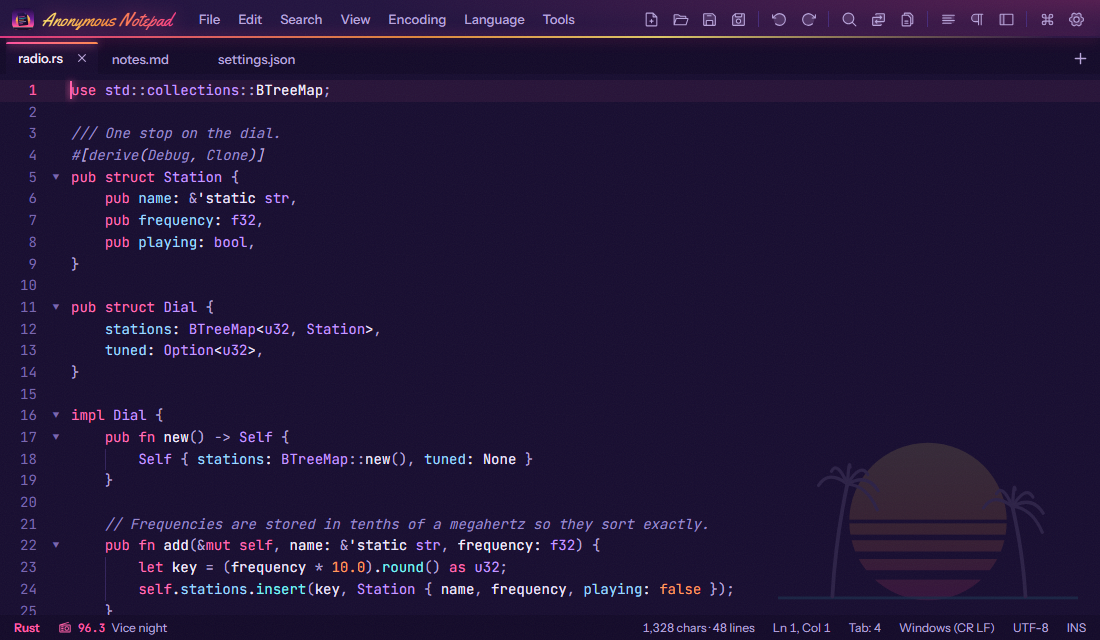 Anonymous Notepad File Edit Search View Encoding Language Tools
radio.rs notes.md settings.json
1 use std::collections::BTreeMap;
2
3 /// One stop on the dial.
4 #[derive(Debug, Clone)]
5 pub struct Station {
6 pub name: &'static str,
7 pub frequency: f32,
8 pub playing: bool,
9 }
10
11 pub struct Dial {
12 stations: BTreeMap<u32, Station>,
13 tuned: Option<u32>,
14 }
15
16 impl Dial {
17 pub fn new() -> Self {
18 Self { stations: BTreeMap::new(), tuned: None }
19 }
20
21 // Frequencies are stored in tenths of a megahertz so they sort exactly.
22 pub fn add(&mut self, name: &'static str, frequency: f32) {
23 let key = (frequency * 10.0).round() as u32;
24 self.stations.insert(key, Station { name, frequency, playing: false });
25 }
Rust 96.3 Vice night 1,328 chars · 48 lines Ln 1, Col 1 Tab: 4 Windows (CR LF) UTF-8 INS